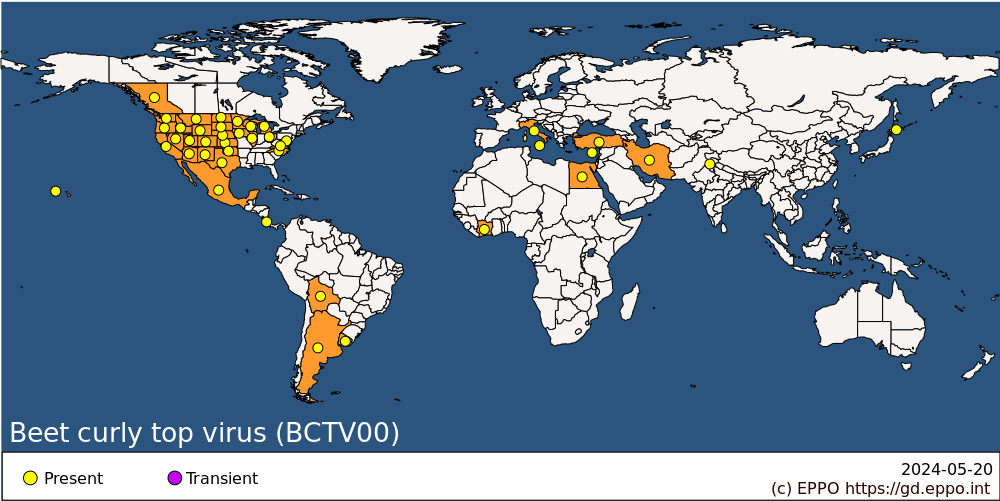 Beet curly top virus (BCTV00)
Present
Transient
2024-05-20
(c) EPPO https://gd.eppo.int